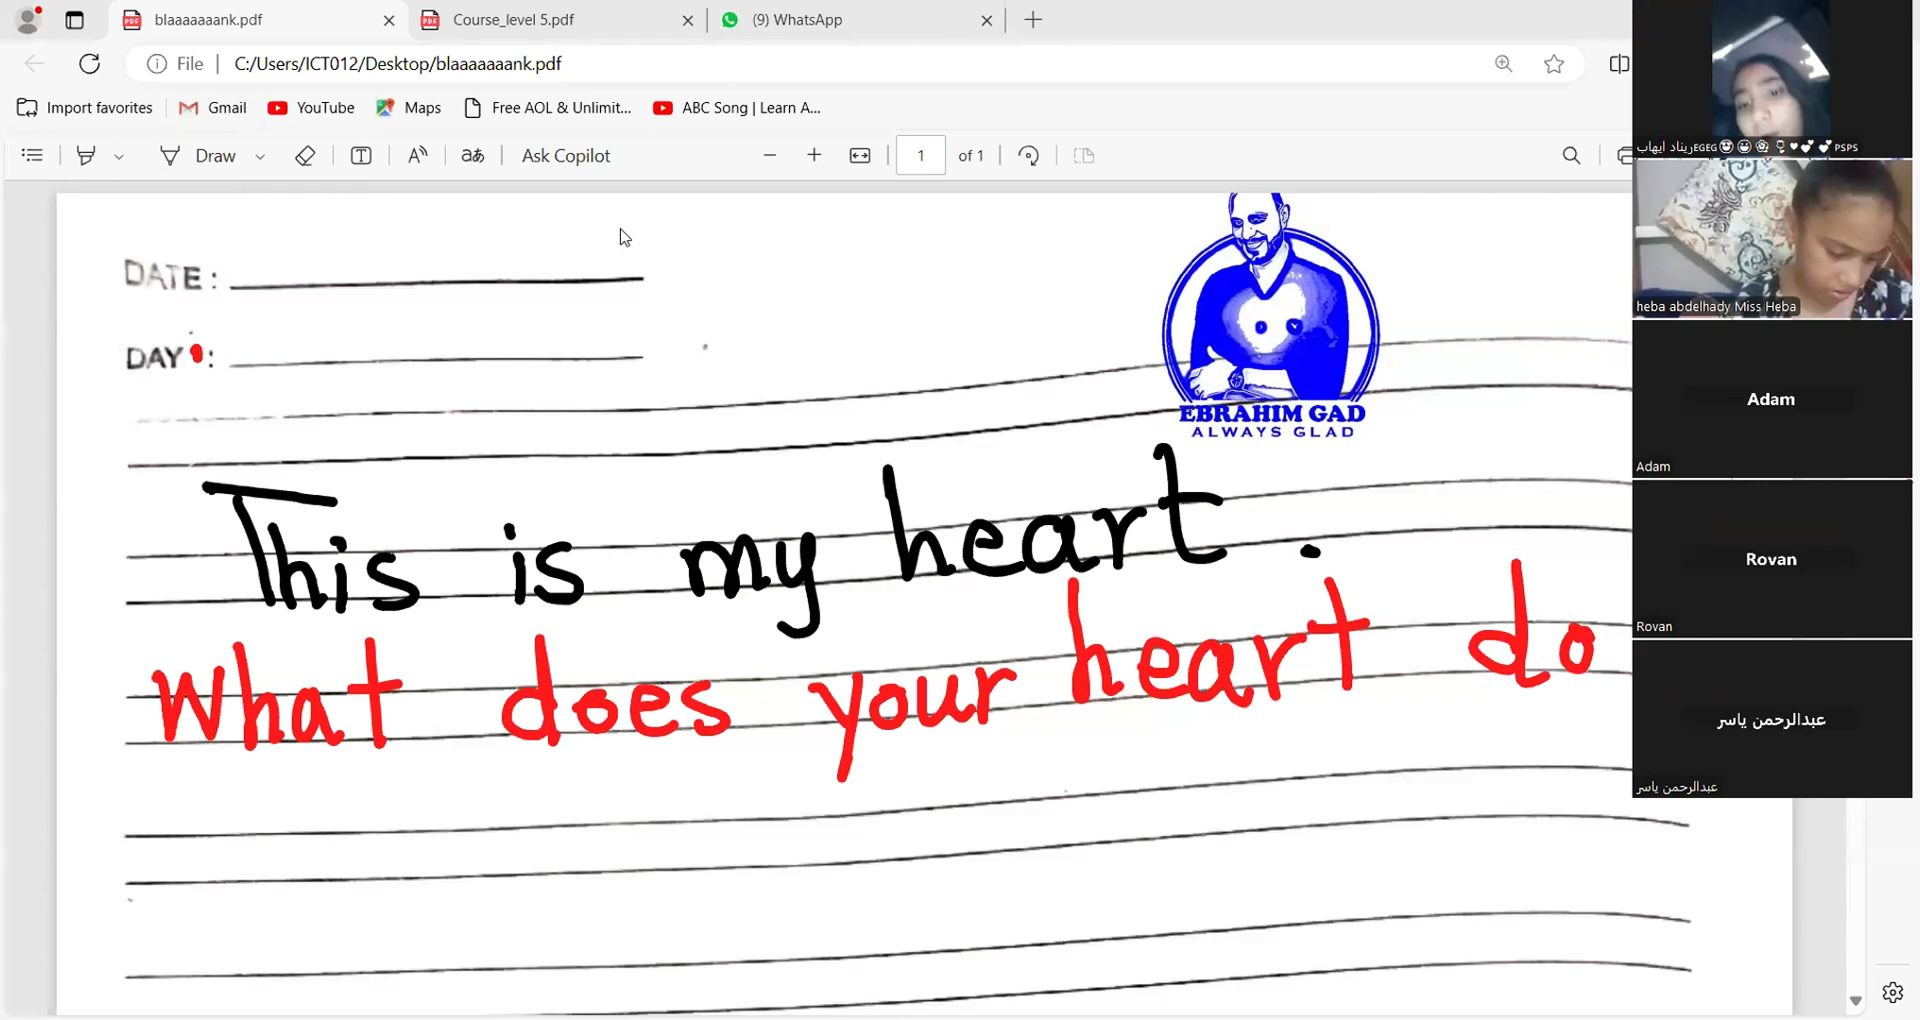 blaaaaaaank.pdf
Course_level 5.pdf
(9) WhatsApp
File
C:/Users/ICT012/Desktop/blaaaaaaank.pdf
Import favorites
Gmail
YouTube
Maps
Free AOL & Unlimit...
ABC Song | Learn A...
Draw
Ask Copilot
1 of 1
DATE:
DAY:
EBRAHIM GAD
ALWAYS GLAD
This is my heart.
What does your heart do
heba abdelhady Miss Heba
Adam
Adam
Rovan
Rovan
عبدالرحمن ياسر
عبدالرحمن ياسر